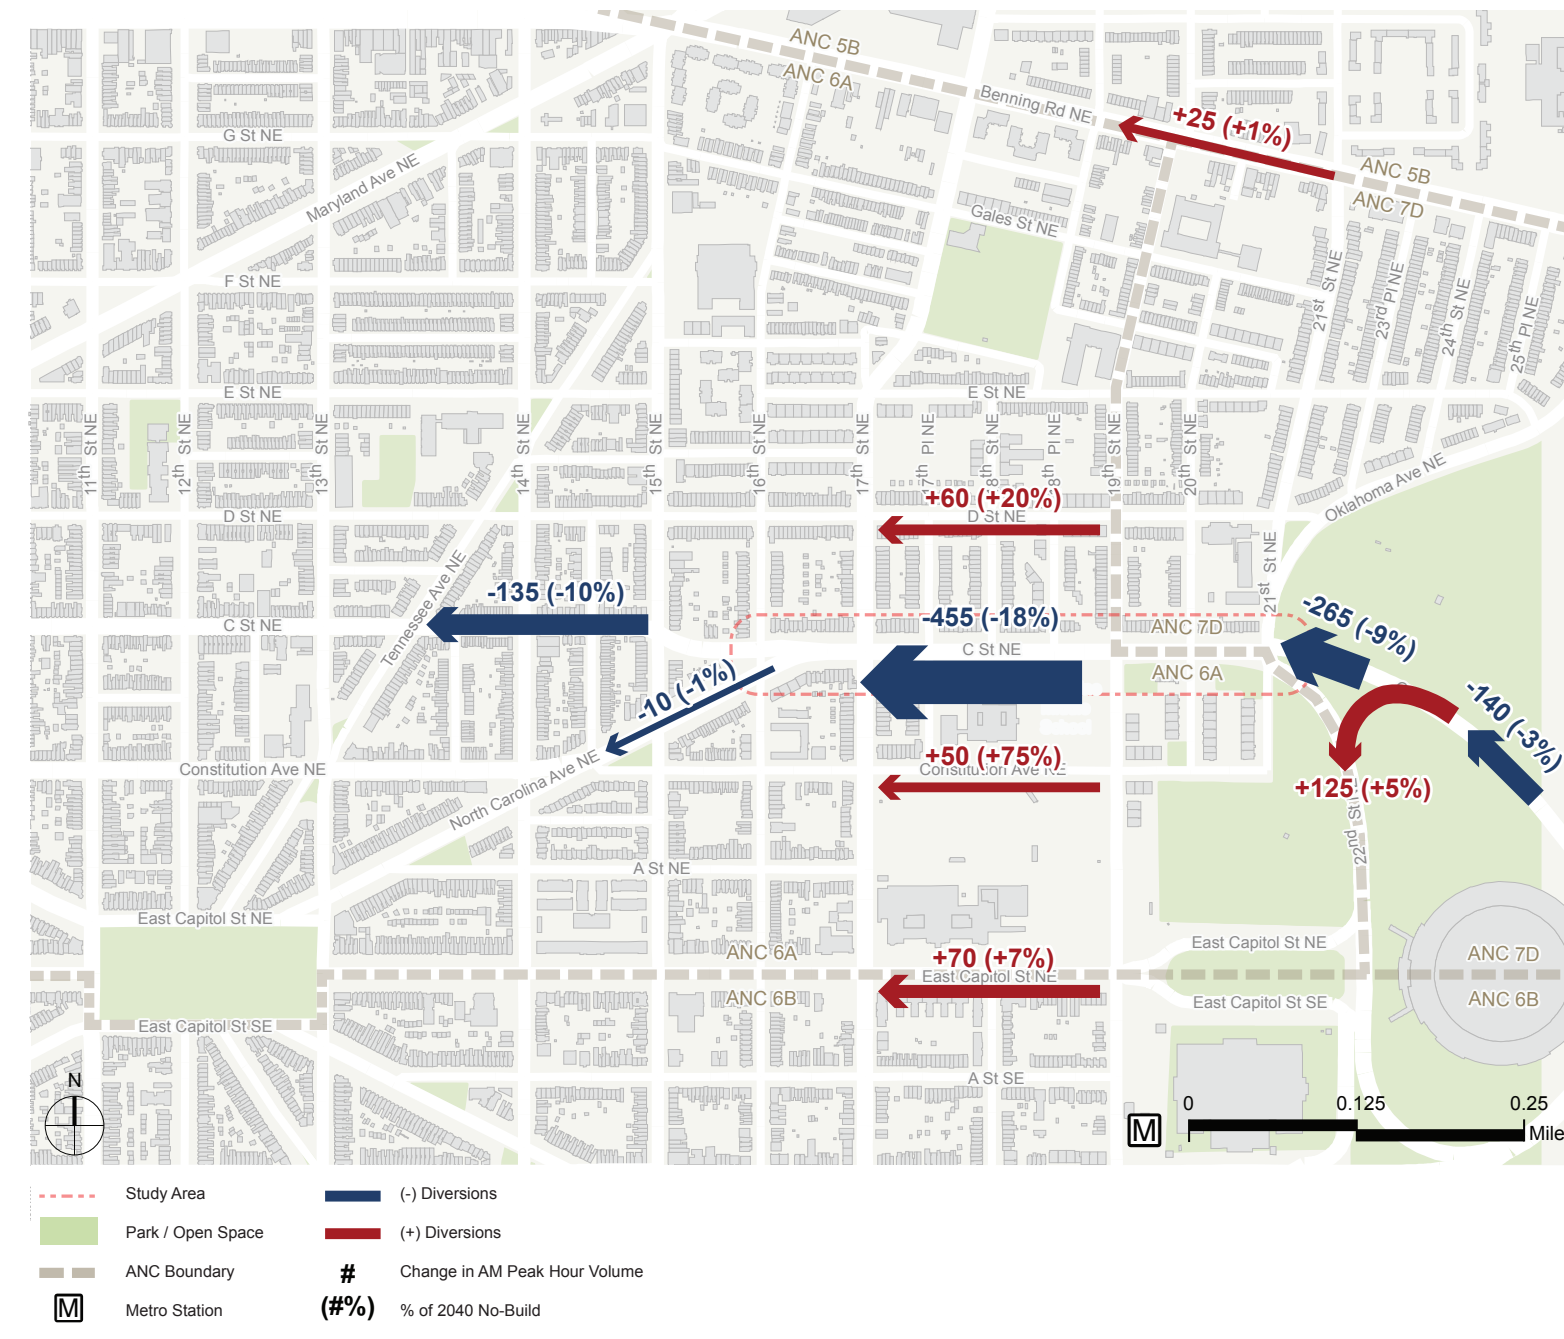 ANC 5B
ANC 6A
Benning Rd NE
+25 (+1%)
G St NE
Maryland Ave NE
ANC 5B
ANC 7D
Gales St NE
F St NE
21st St NE
23rd Pl NE
24th St NE
25th Pl NE
E St NE
E St NE
11th St NE
12th St NE
13th St NE
14th St NE
15th St NE
16th St NE
17th St NE
Pl NE
St NE
Pl NE
19th St NE
20th St NE
Oklahoma Ave NE
+60 (+20%)
D St NE
D St NE
21st St NE
Tennessee Ave NE
-135 (-10%)
-455 (-18%)
-265 (-9%)
C St NE
ANC 7D
C St NE
ANC 6A
-10 (-1%)
-140 (-3%)
+50 (+75%)
Constitution Ave NE
Constitution Ave NE
+125 (+5%)
North Carolina Ave NE
22nd St
A St NE
East Capitol St NE
East Capitol St NE
ANC 6A
+70 (+7%)
ANC 7D
East Capitol St NE
ANC 6B
East Capitol St SE
ANC 6B
East Capitol St SE
A St SE
N
0
0.125
0.25
Mile
M
Study Area
(-) Diversions
Park / Open Space
(+) Diversions
ANC Boundary
#
Change in AM Peak Hour Volume
M
Metro Station
(#%)
% of 2040 No-Build